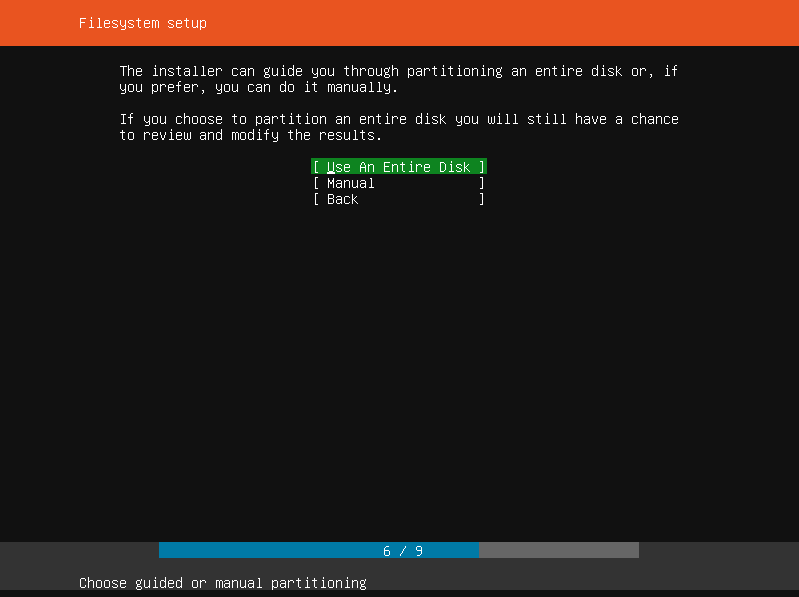 Filesystem setup
The installer can guide you through partitioning an entire disk or, if
you prefer, you can do it manually.
If you choose to partition an entire disk you will still have a chance
to review and modify the results.
[ Use An Entire Disk ]
[ Manual ]
[ Back ]
6 / 9
Choose guided or manual partitioning